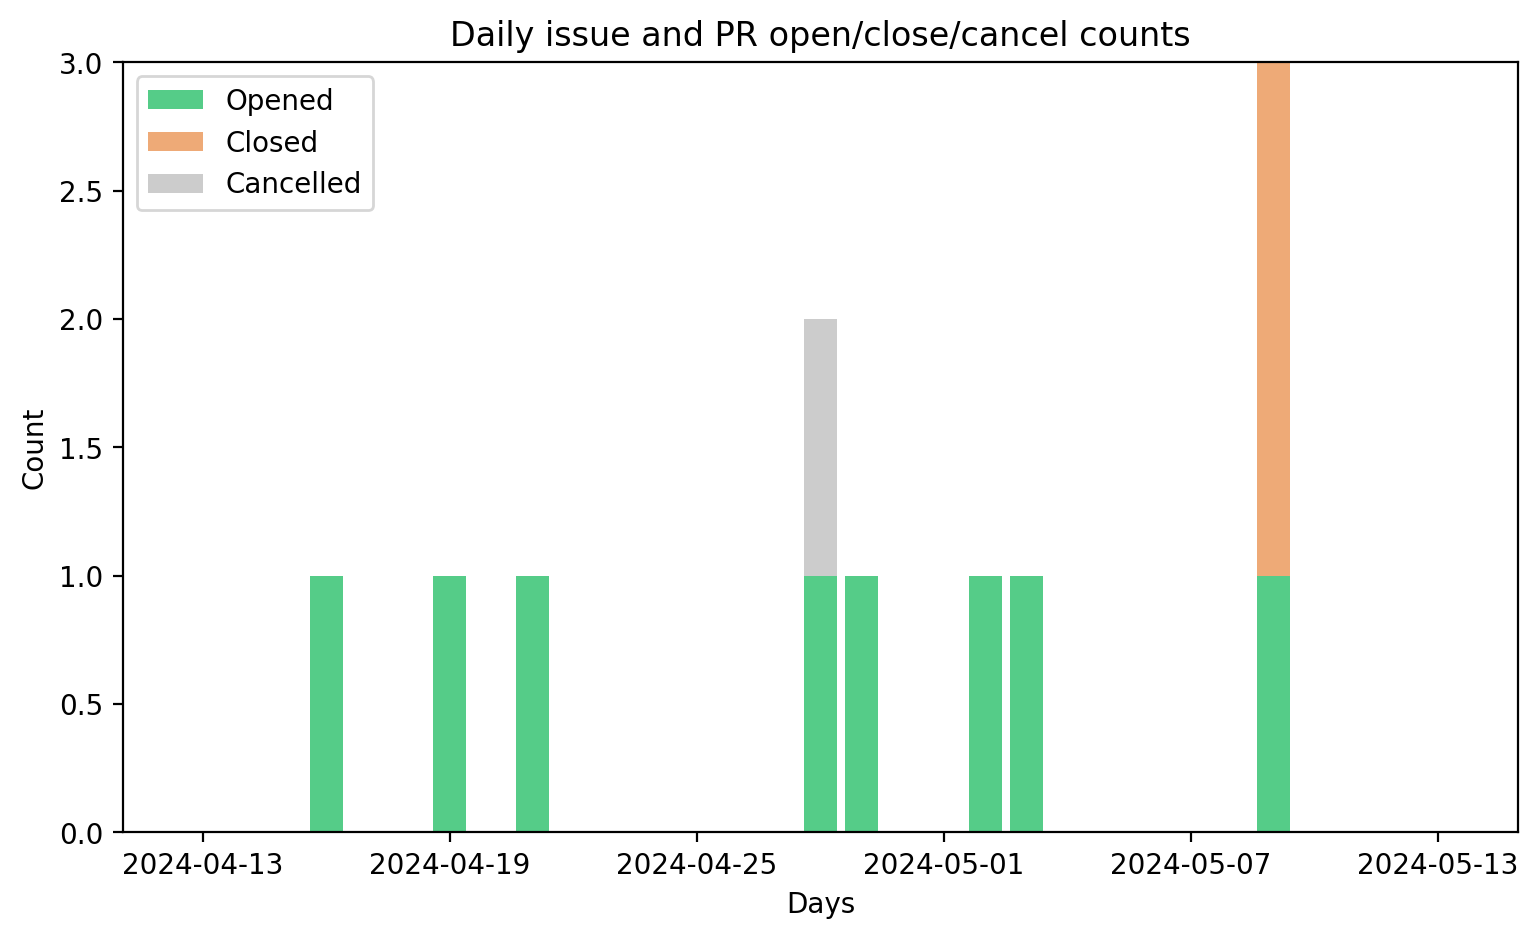 Daily issue and PR open/close/cancel counts
3.0
2.5
2.0
1.5
1.0
0.5
0.0
Count
Opened
Closed
Cancelled
2024-04-13 2024-04-19 2024-04-25 2024-05-01 2024-05-07 2024-05-13
Days